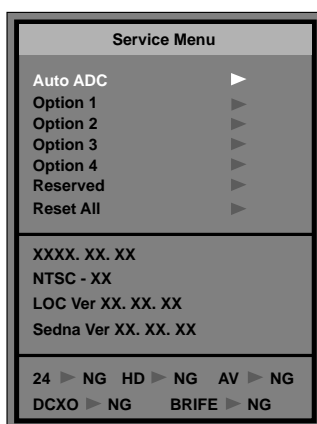 Service Menu
Auto ADC
Option 1
Option 2
Option 3
Option 4
Reserved
Reset All
XXXX. XX. XX
NTSC - XX
LOC Ver XX. XX. XX
Sedna Ver XX. XX. XX
24 ▶ NG HD ▶ NG AV ▶ NG
DCXO ▶ NG BRIFE ▶ NG